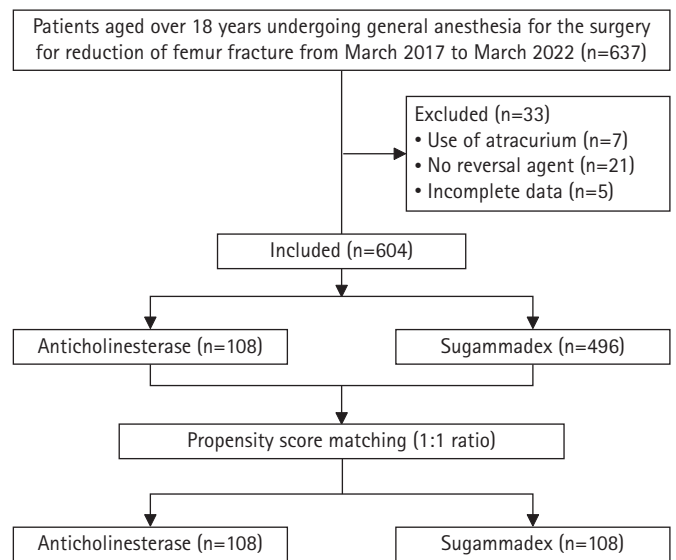 Patients aged over 18 years undergoing general anesthesia for the surgery
for reduction of femur fracture from March 2017 to March 2022 (n=637)
Excluded (n=33)
• Use of atracurium (n=7)
• No reversal agent (n=21)
• Incomplete data (n=5)
Included (n=604)
Anticholinesterase (n=108)
Sugammadex (n=496)
Propensity score matching (1:1 ratio)
Anticholinesterase (n=108)
Sugammadex (n=108)